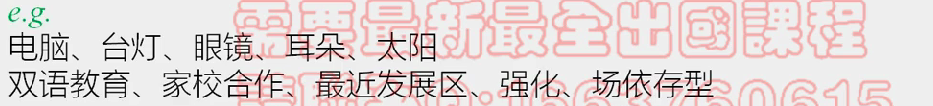 e.g.
需要最新最全出國課程
电脑、台灯、眼镜、耳朵、太阳
双语教育、家校合作、最近发展区、强化、场依存型